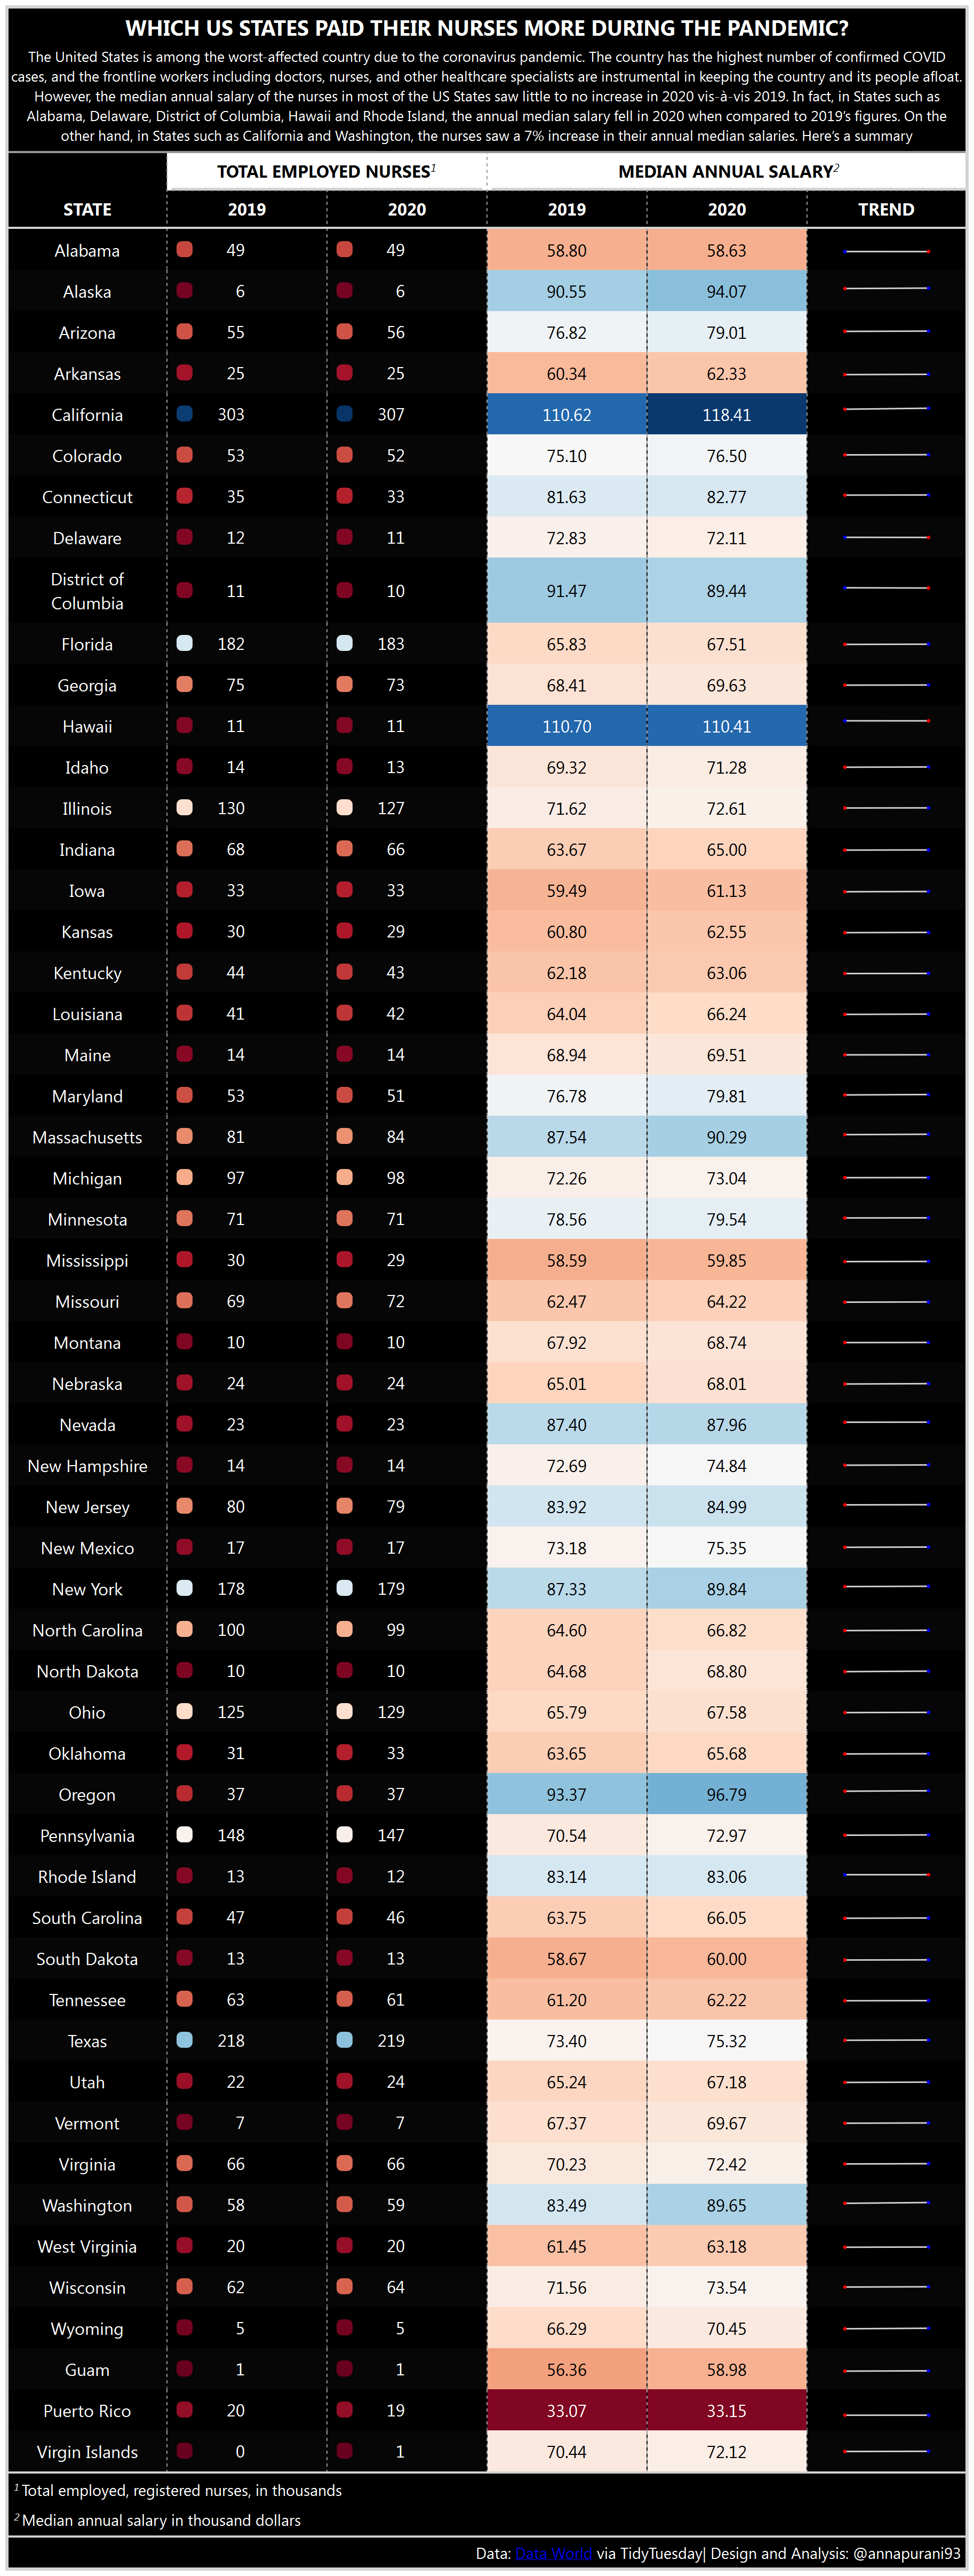 WHICH US STATES PAID THEIR NURSES MORE DURING THE PANDEMIC?
The United States is among the worst-affected country due to the coronavirus pandemic. The country has the highest number of confirmed COVID
cases, and the frontline workers including doctors, nurses, and other healthcare specialists are instrumental in keeping the country and its people afloat.
However, the median annual salary of the nurses in most of the US States saw little to no increase in 2020 vis-à-vis 2019. In fact, in States such as
Alabama, Delaware, District of Columbia, Hawaii and Rhode Island, the annual median salary fell in 2020 when compared to 2019's figures. On the
other hand, in States such as California and Washington, the nurses saw a 7% increase in their annual median salaries. Here's a summary
TOTAL EMPLOYED NURSES¹ MEDIAN ANNUAL SALARY²
STATE 2019 2020 2019 2020 TREND
Alabama 49 49 58.80 58.63
Alaska 6 6 90.55 94.07
Arizona 55 56 76.82 79.01
Arkansas 25 25 60.34 62.33
California 303 307 110.62 118.41
Colorado 53 52 75.10 76.50
Connecticut 35 33 81.63 82.77
Delaware 12 11 72.83 72.11
District of
Columbia 11 10 91.47 89.44
Florida 182 183 65.83 67.51
Georgia 75 73 68.41 69.63
Hawaii 11 11 110.70 110.41
Idaho 14 13 69.32 71.28
Illinois 130 127 71.62 72.61
Indiana 68 66 63.67 65.00
Iowa 33 33 59.49 61.13
Kansas 30 29 60.80 62.55
Kentucky 44 43 62.18 63.06
Louisiana 41 42 64.04 66.24
Maine 14 14 68.94 69.51
Maryland 53 51 76.78 79.81
Massachusetts 81 84 87.54 90.29
Michigan 97 98 72.26 73.04
Minnesota 71 71 78.56 79.54
Mississippi 30 29 58.59 59.85
Missouri 69 72 62.47 64.22
Montana 10 10 67.92 68.74
Nebraska 24 24 65.01 68.01
Nevada 23 23 87.40 87.96
New Hampshire 14 14 72.69 74.84
New Jersey 80 79 83.92 84.99
New Mexico 17 17 73.18 75.35
New York 178 179 87.33 89.84
North Carolina 100 99 64.60 66.82
North Dakota 10 10 64.68 68.80
Ohio 125 129 65.79 67.58
Oklahoma 31 33 63.65 65.68
Oregon 37 37 93.37 96.79
Pennsylvania 148 147 70.54 72.97
Rhode Island 13 12 83.14 83.06
South Carolina 47 46 63.75 66.05
South Dakota 13 13 58.67 60.00
Tennessee 63 61 61.20 62.22
Texas 218 219 73.40 75.32
Utah 22 24 65.24 67.18
Vermont 7 7 67.37 69.67
Virginia 66 66 70.23 72.42
Washington 58 59 83.49 89.65
West Virginia 20 20 61.45 63.18
Wisconsin 62 64 71.56 73.54
Wyoming 5 5 66.29 70.45
Guam 1 1 56.36 58.98
Puerto Rico 20 19 33.07 33.15
Virgin Islands 0 1 70.44 72.12
¹ Total employed, registered nurses, in thousands
² Median annual salary in thousand dollars
Data: Data World via TidyTuesday| Design and Analysis: @annapurani93